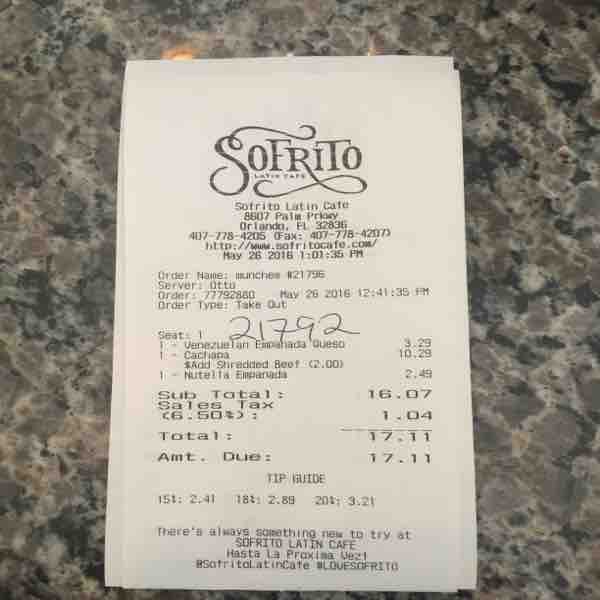 SOFRITO
LATIN CAFE
Sofrito Latin Cafe
8607 Palm Prkwy
Orlando, FL 32836
407-778-4205 (Fax: 407-778-4207)
http://www.sofritocafe.com/
May 26 2016 1:01:35 PM
Order Name: munchem #21796
Server: Otto
Order: 77792880 May 26 2016 12:41:35 PM
Order Type: Take Out
21792
Seat: 1
1 - Venezuelan Empanada Queso 3.29
1 - Cachapa 10.29
$Add Shredded Beef (2.00)
1 - Nutella Empanada 2.49
Sub Total: 16.07
Sales Tax
(6.50%): 1.04
Total: 17.11
Amt. Due: 17.11
TIP GUIDE
15%: 2.41 18%: 2.89 20%: 3.21
There's always something new to try at
SOFRITO LATIN CAFE
Hasta La Proxima Vez!
@SofritoLatinCafe #LOVESOFRITO